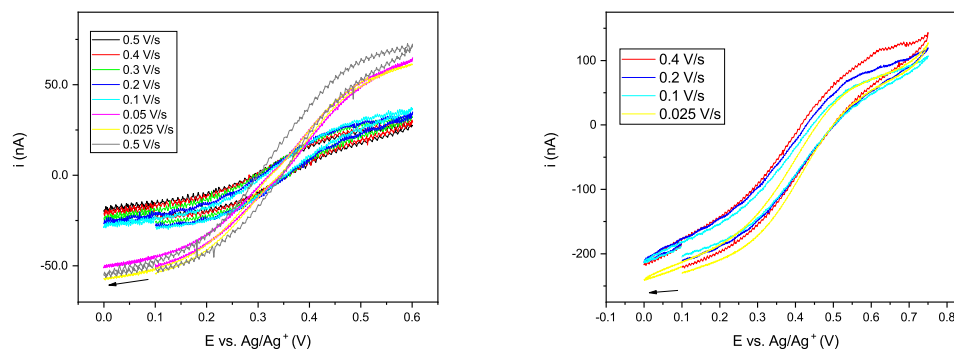 0.5 V/s
0.4 V/s
0.3 V/s
0.2 V/s
0.1 V/s
0.05 V/s
0.025 V/s
0.5 V/s
50.0
0.0
-50.0
i (nA)
0.0 0.1 0.2 0.3 0.4 0.5 0.6
E vs. Ag/Ag⁺ (V)
0.4 V/s
0.2 V/s
0.1 V/s
0.025 V/s
100
0
-100
-200
i (nA)
-0.1 0.0 0.1 0.2 0.3 0.4 0.5 0.6 0.7 0.8
E vs. Ag/Ag⁺ (V)